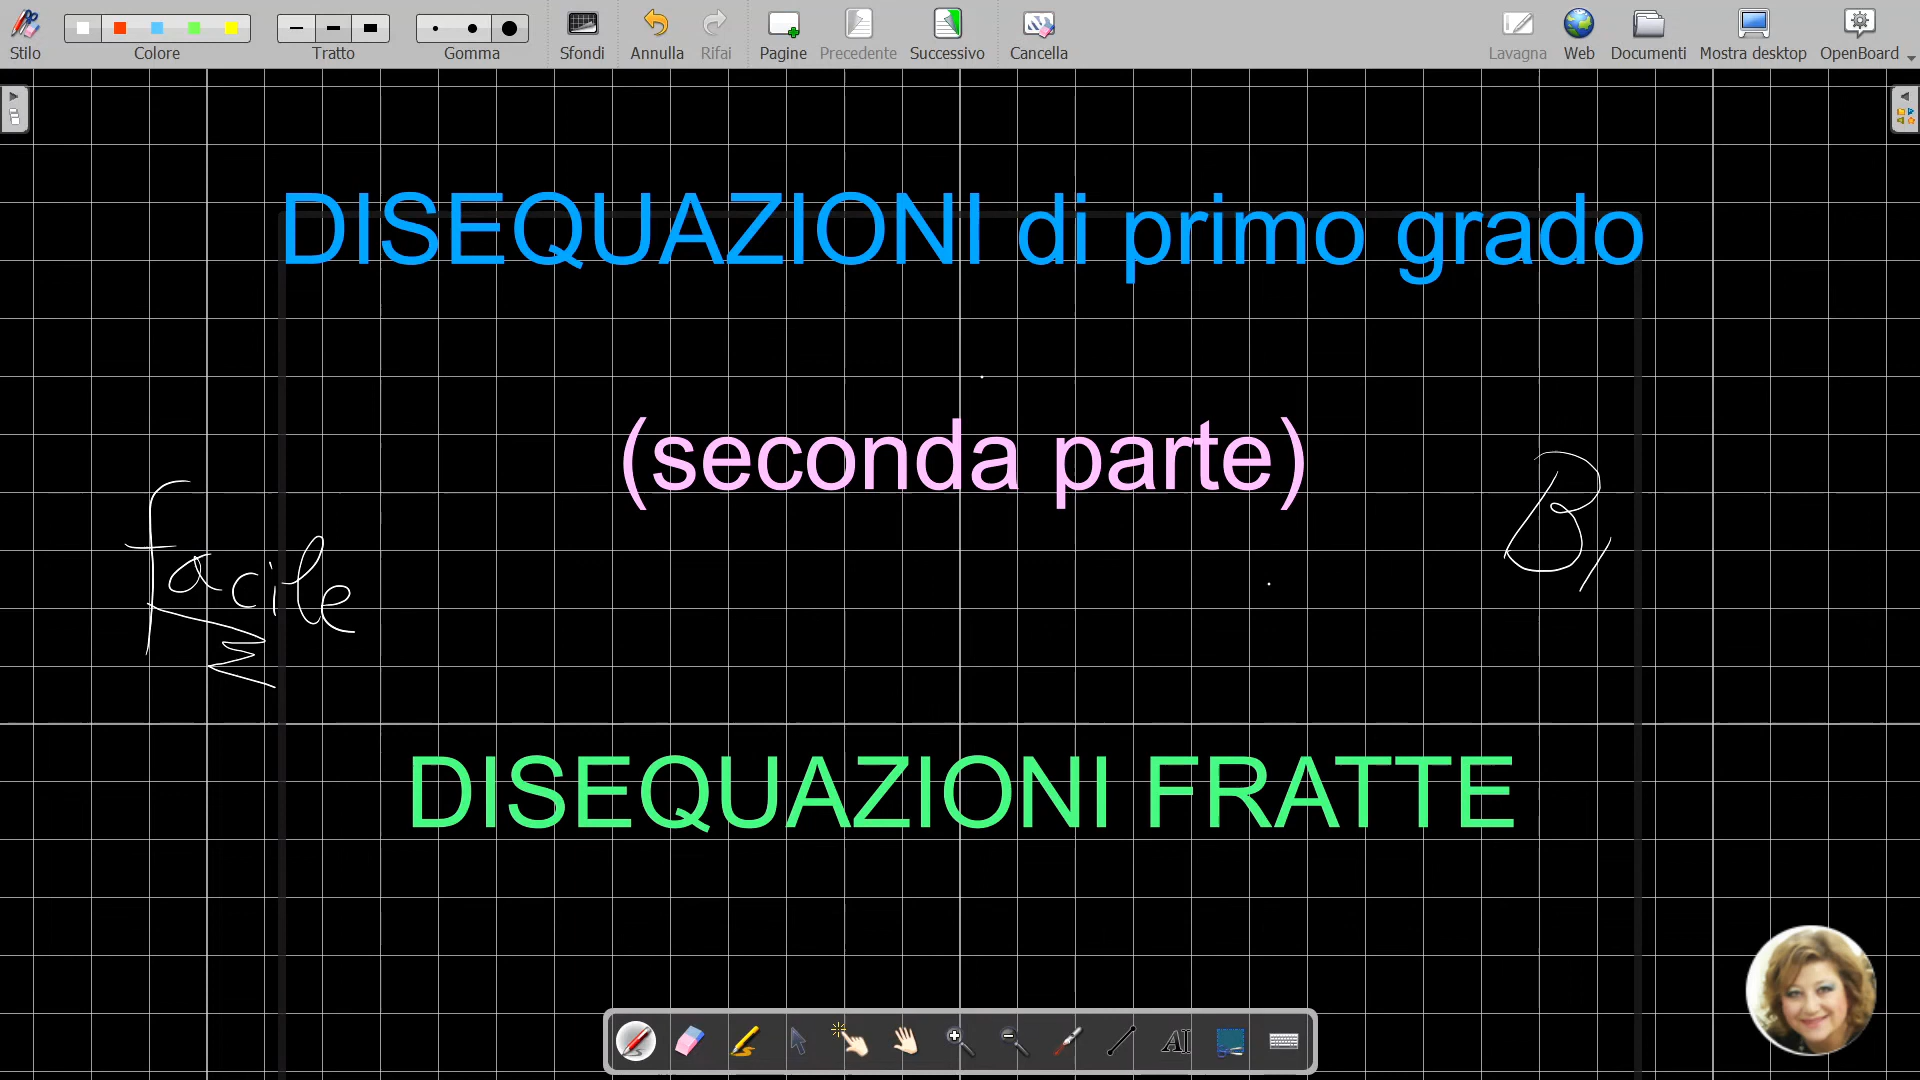 Stilo Colore Tratto Gomma Sfondi Annulla Rifai Pagine Precedente Successivo Cancella Lavagna Web Documenti Mostra desktop OpenBoard
DISEQUAZIONI di primo grado
(seconda parte)
facile
B,
DISEQUAZIONI FRATTE
AI